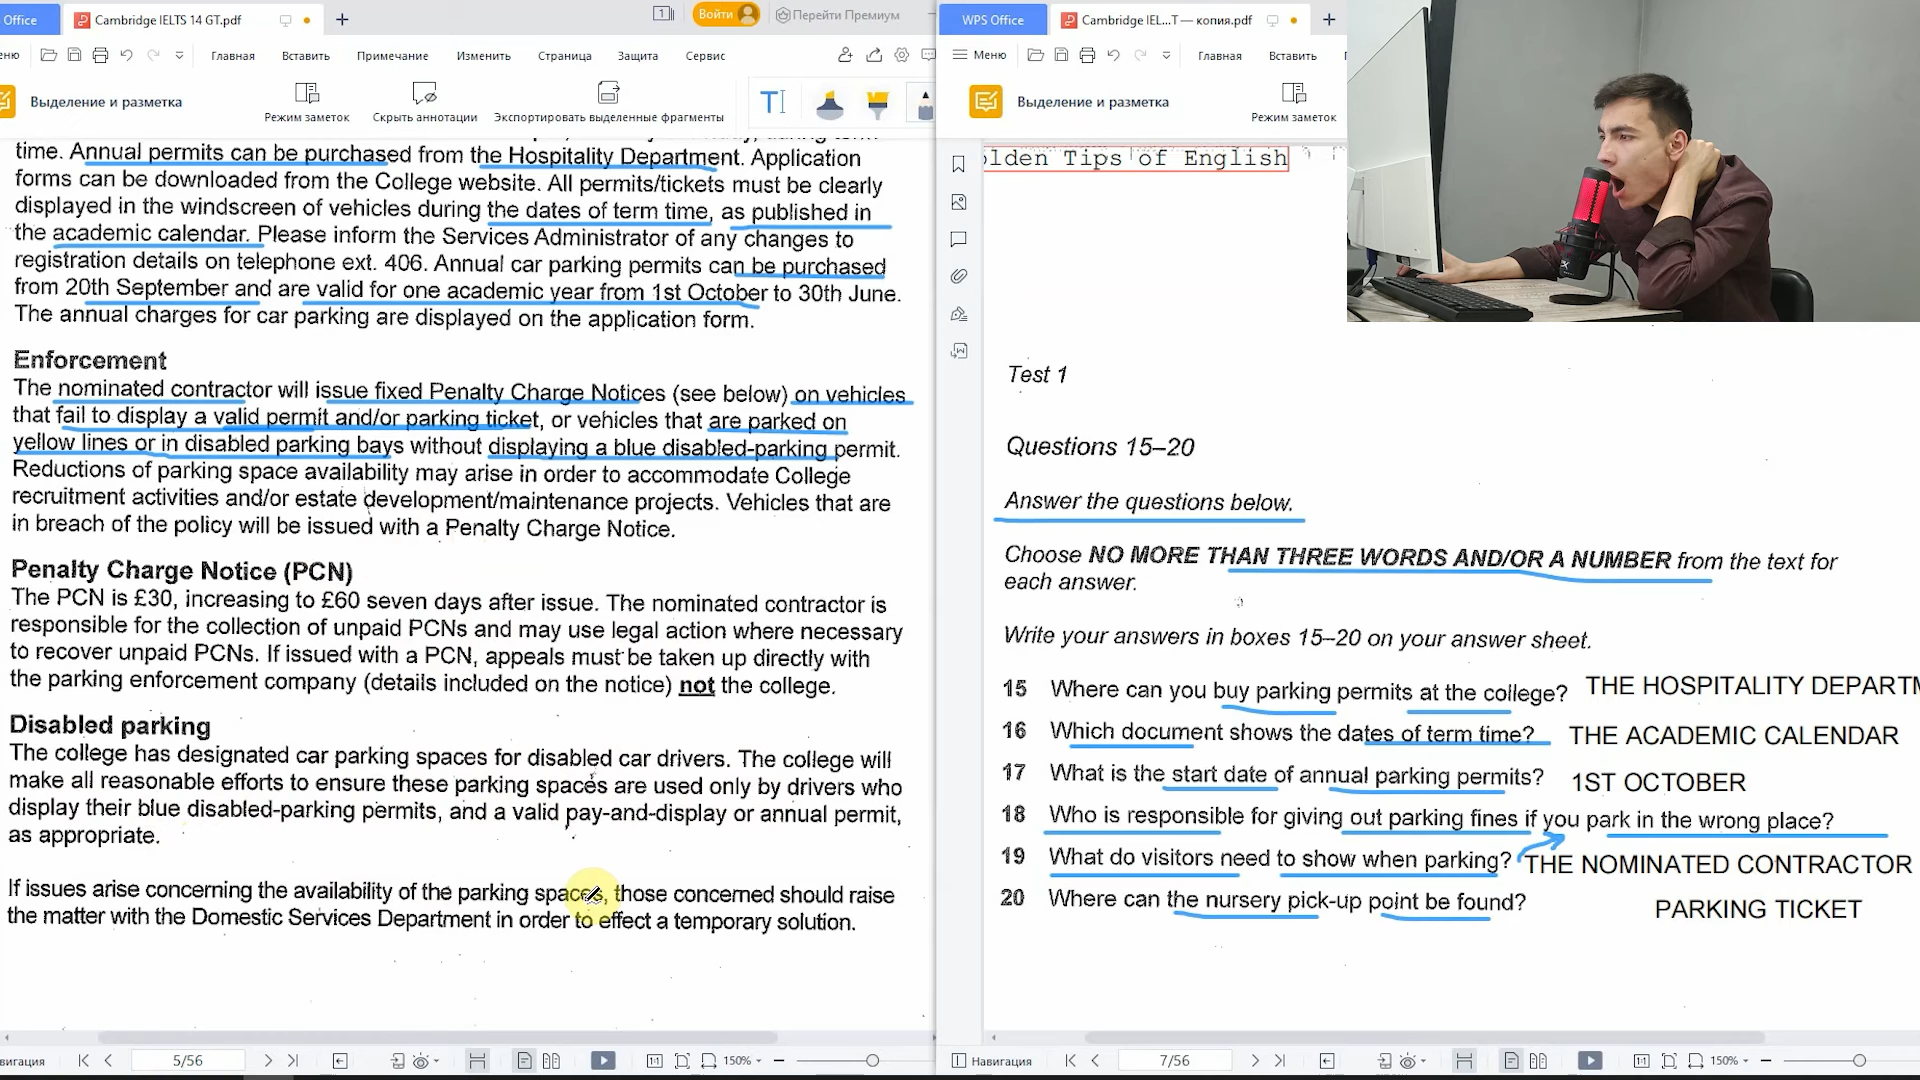 Office
Cambridge IELTS 14 GT.pdf
Войти
Перейти Премиум
Главная
Вставить
Примечание
Изменить
Страница
Защита
Сервис
Выделение и разметка
Режим заметок
Скрыть аннотации
Экспортировать выделенные фрагменты
time. Annual permits can be purchased from the Hospitality Department. Application
forms can be downloaded from the College website. All permits/tickets must be clearly
displayed in the windscreen of vehicles during the dates of term time, as published in
the academic calendar. Please inform the Services Administrator of any changes to
registration details on telephone ext. 406. Annual car parking permits can be purchased
from 20th September and are valid for one academic year from 1st October to 30th June.
The annual charges for car parking are displayed on the application form.
Enforcement
The nominated contractor will issue fixed Penalty Charge Notices (see below) on vehicles
that fail to display a valid permit and/or parking ticket, or vehicles that are parked on
yellow lines or in disabled parking bays without displaying a blue disabled-parking permit.
Reductions of parking space availability may arise in order to accommodate College
recruitment activities and/or estate development/maintenance projects. Vehicles that are
in breach of the policy will be issued with a Penalty Charge Notice.
Penalty Charge Notice (PCN)
The PCN is £30, increasing to £60 seven days after issue. The nominated contractor is
responsible for the collection of unpaid PCNs and may use legal action where necessary
to recover unpaid PCNs. If issued with a PCN, appeals must be taken up directly with
the parking enforcement company (details included on the notice) not the college.
Disabled parking
The college has designated car parking spaces for disabled car drivers. The college will
make all reasonable efforts to ensure these parking spaces are used only by drivers who
display their blue disabled-parking permits, and a valid pay-and-display or annual permit,
as appropriate.
If issues arise concerning the availability of the parking spaces, those concerned should raise
the matter with the Domestic Services Department in order to effect a temporary solution.
5/56
150%
WPS Office
Cambridge IEL...T — копия.pdf
Меню
Главная
Вставить
Выделение и разметка
Режим заметок
olden Tips of English
Test 1
Questions 15–20
Answer the questions below.
Choose NO MORE THAN THREE WORDS AND/OR A NUMBER from the text for
each answer.
Write your answers in boxes 15–20 on your answer sheet.
15 Where can you buy parking permits at the college? THE HOSPITALITY DEPARTM
16 Which document shows the dates of term time? THE ACADEMIC CALENDAR
17 What is the start date of annual parking permits? 1ST OCTOBER
18 Who is responsible for giving out parking fines if you park in the wrong place?
19 What do visitors need to show when parking? THE NOMINATED CONTRACTOR
20 Where can the nursery pick-up point be found? PARKING TICKET
Навигация
7/56
150%